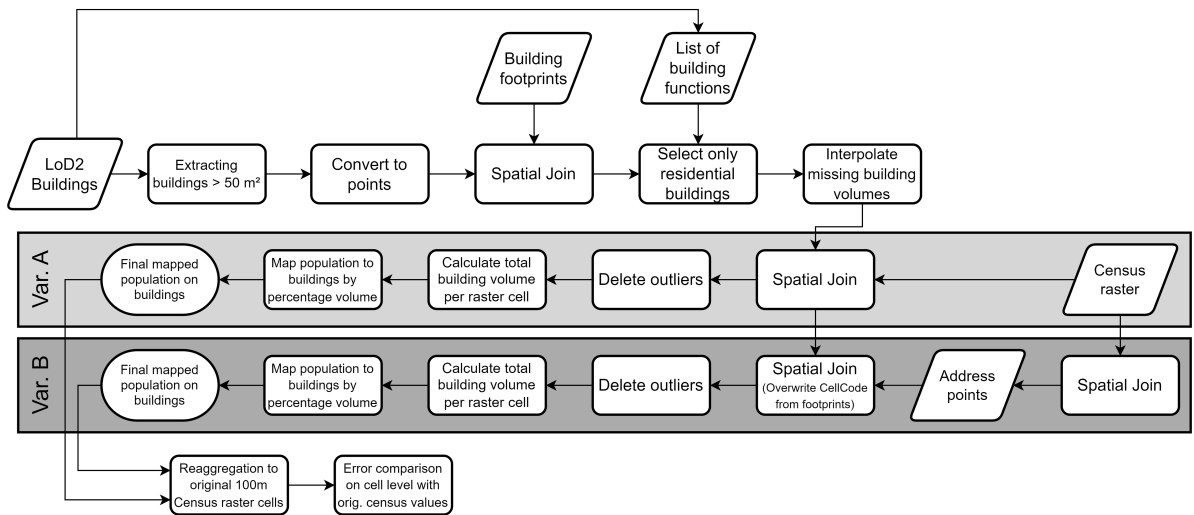 Building
footprints
List of
building
functions
LoD2
Buildings
Extracting
buildings > 50 m²
Convert to
points
Spatial Join
Select only
residential
buildings
Interpolate
missing building
volumes
Var. A
Final mapped
population on
buildings
Map population to
buildings by
percentage volume
Calculate total
building volume
per raster cell
Delete outliers
Spatial Join
Census
raster
Var. B
Final mapped
population on
buildings
Map population to
buildings by
percentage volume
Calculate total
building volume
per raster cell
Delete outliers
Spatial Join
(Overwrite CellCode
from footprints)
Address
points
Spatial Join
Reaggregation to
original 100m
Census raster cells
Error comparison
on cell level with
orig. census values